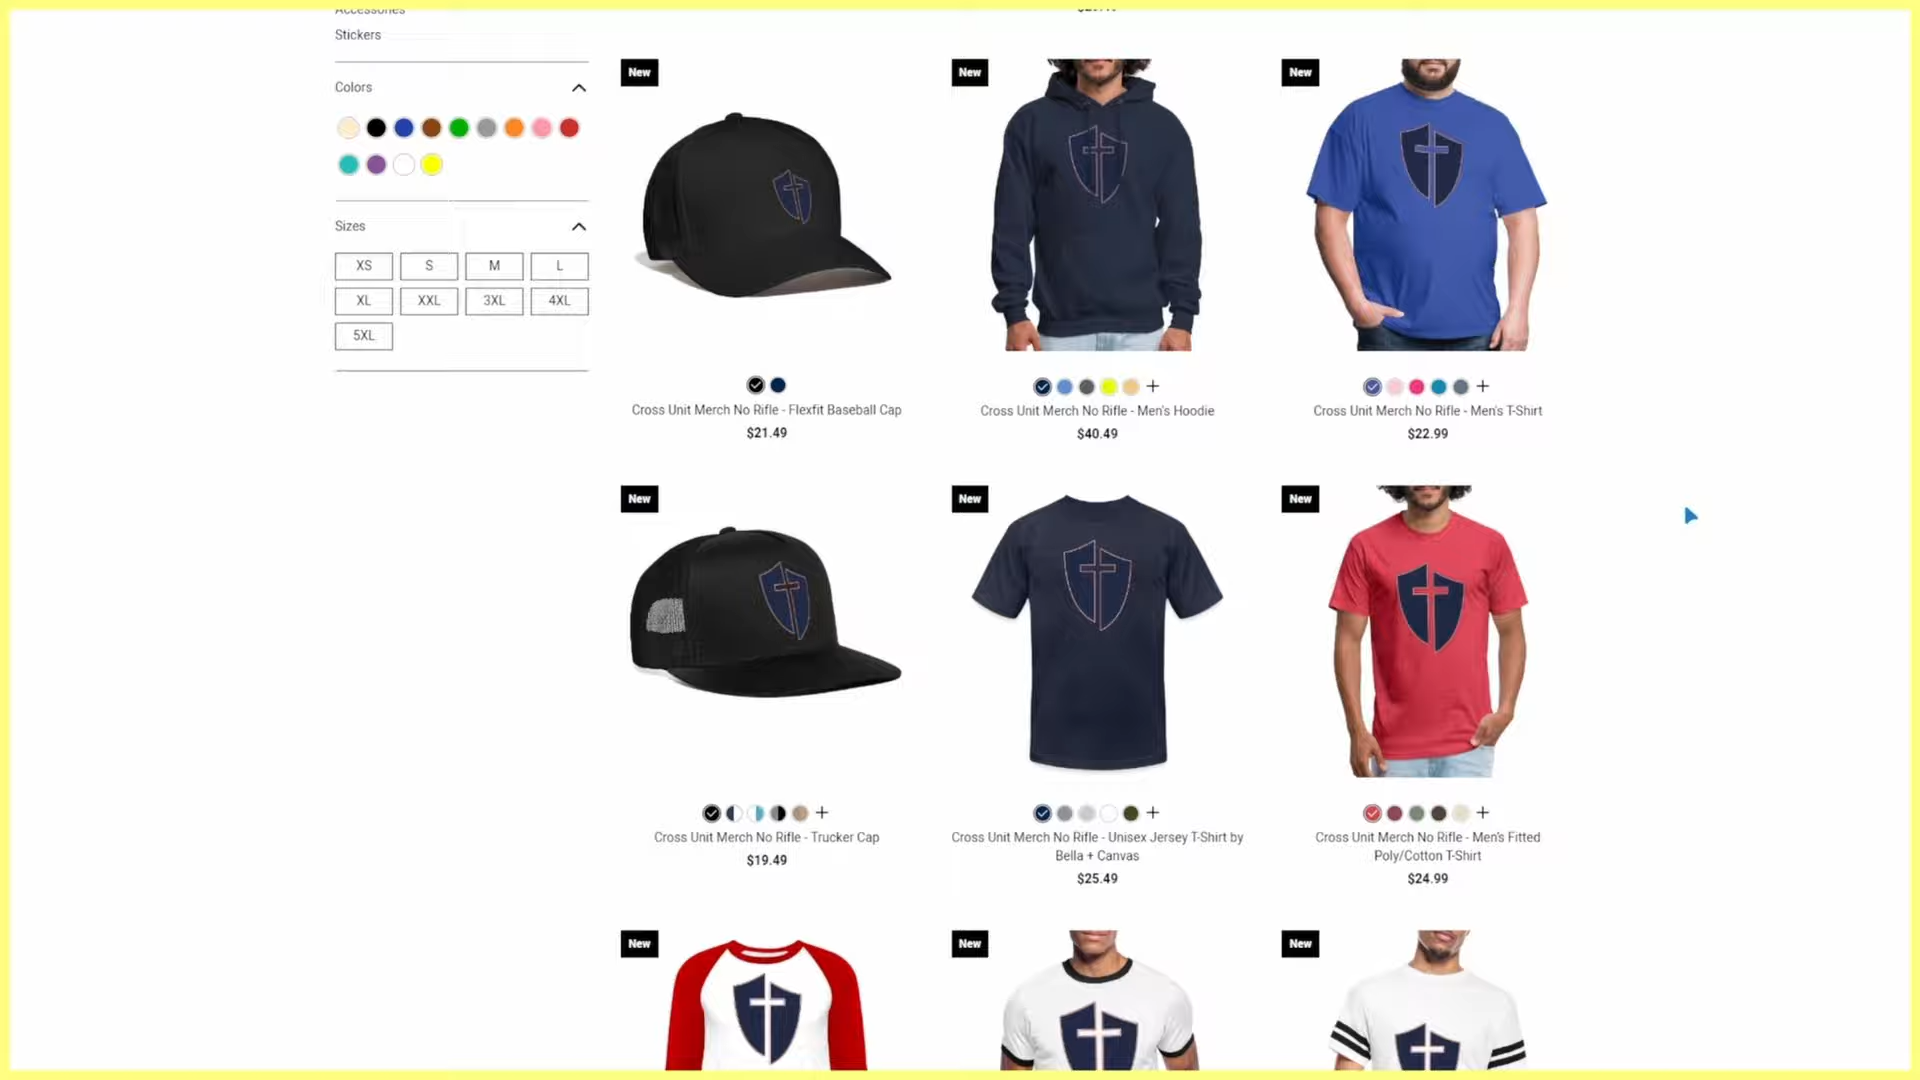 Accessories
Stickers
Colors
Sizes
XS S M L
XL XXL 3XL 4XL
5XL
New New New
Cross Unit Merch No Rifle - Flexfit Baseball Cap
$21.49
Cross Unit Merch No Rifle - Men's Hoodie
$40.49
Cross Unit Merch No Rifle - Men's T-Shirt
$22.99
New New New
Cross Unit Merch No Rifle - Trucker Cap
$19.49
Cross Unit Merch No Rifle - Unisex Jersey T-Shirt by
Bella + Canvas
$25.49
Cross Unit Merch No Rifle - Men's Fitted
Poly/Cotton T-Shirt
$24.99
New New New